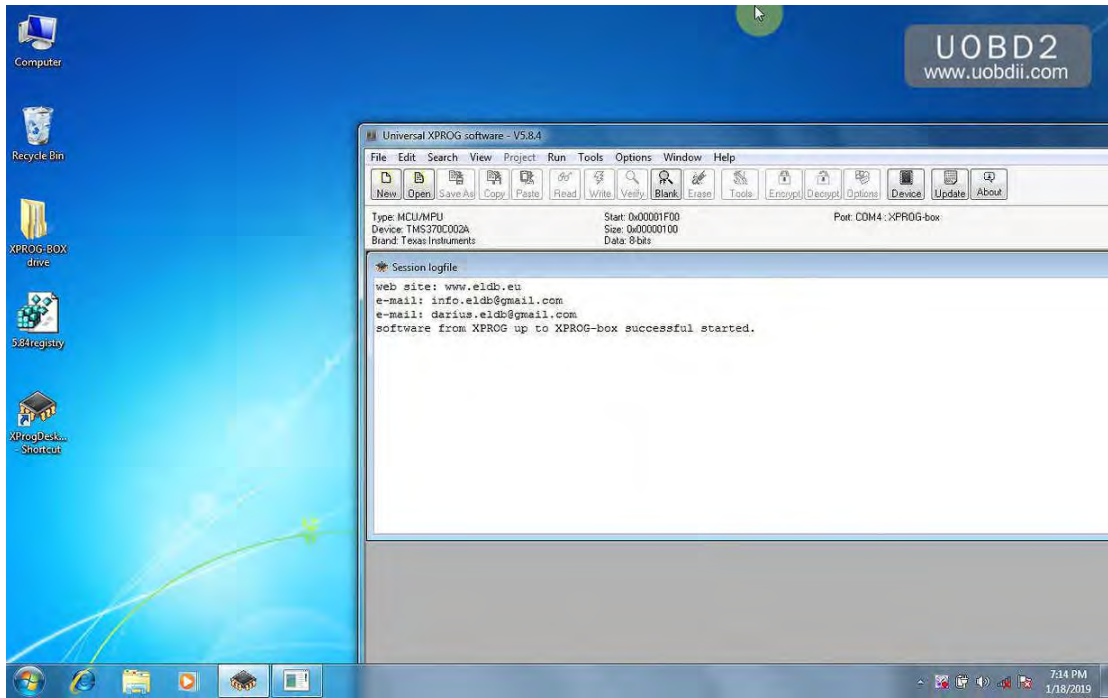 Computer
UOBD2
www.uobdii.com
Recycle Bin
Universal XPROG software - V5.8.4
File Edit Search View Project Run Tools Options Window Help
New Open Save As Copy Paste Read Write Verify Blank Erase Tools Encrypt Decrypt Options Device Update About
Type: MCU/MPU Start: 0x00001F00 Port: COM4 : XPROG-box
Device: TMS370C002A Size: 0x00000100
Brand: Texas Instruments Data: 8-bits
XPROG-BOX
drive
Session logfile
web site: www.eldb.eu
e-mail: info.eldb@gmail.com
e-mail: darius.eldb@gmail.com
software from XPROG up to XPROG-box successful started.
5.84registry
XProgDesk...
- Shortcut
7:14 PM
1/18/2019